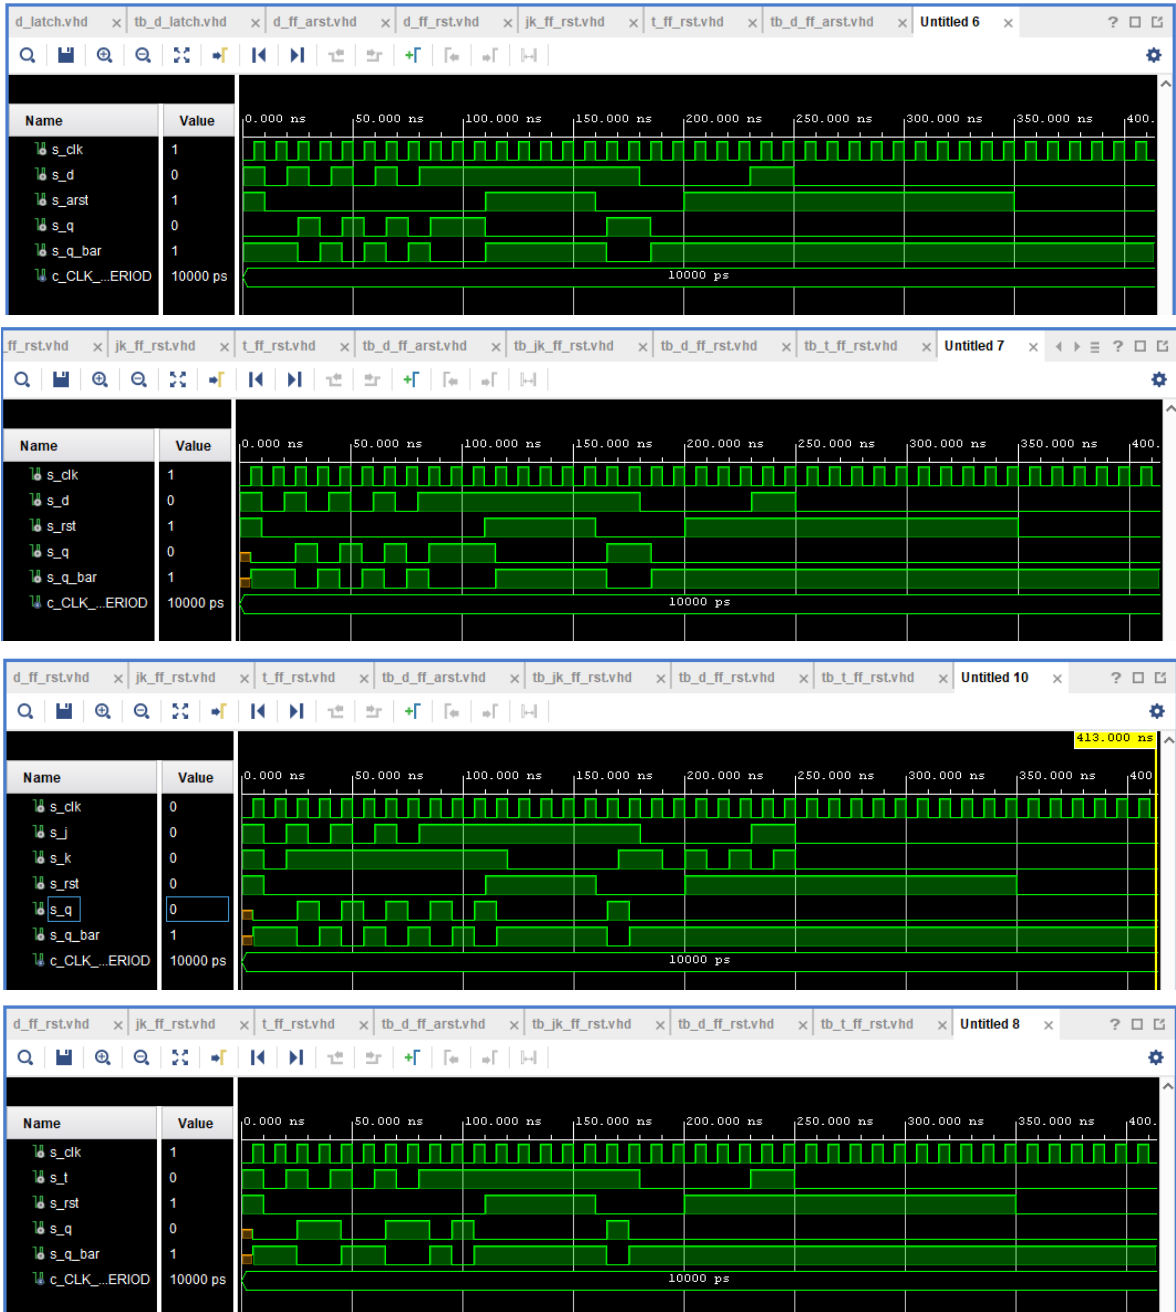 d_latch.vhd × tb_d_latch.vhd × d_ff_arst.vhd × d_ff_rst.vhd × jk_ff_rst.vhd × t_ff_rst.vhd × tb_d_ff_arst.vhd × Untitled 6 × ?
Name Value 0.000 ns 50.000 ns 100.000 ns 150.000 ns 200.000 ns 250.000 ns 300.000 ns 350.000 ns 400.
s_clk 1
s_d 0
s_arst 1
s_q 0
s_q_bar 1
c_CLK_...ERIOD 10000 ps 10000 ps
_ff_rst.vhd × jk_ff_rst.vhd × t_ff_rst.vhd × tb_d_ff_arst.vhd × tb_jk_ff_rst.vhd × tb_d_ff_rst.vhd × tb_t_ff_rst.vhd × Untitled 7 × ?
Name Value 0.000 ns 50.000 ns 100.000 ns 150.000 ns 200.000 ns 250.000 ns 300.000 ns 350.000 ns 400.
s_clk 1
s_d 0
s_rst 1
s_q 0
s_q_bar 1
c_CLK_...ERIOD 10000 ps 10000 ps
d_ff_rst.vhd × jk_ff_rst.vhd × t_ff_rst.vhd × tb_d_ff_arst.vhd × tb_jk_ff_rst.vhd × tb_d_ff_rst.vhd × tb_t_ff_rst.vhd × Untitled 10 × ?
413.000 ns
Name Value 0.000 ns 50.000 ns 100.000 ns 150.000 ns 200.000 ns 250.000 ns 300.000 ns 350.000 ns 400
s_clk 0
s_j 0
s_k 0
s_rst 0
s_q 0
s_q_bar 1
c_CLK_...ERIOD 10000 ps 10000 ps
d_ff_rst.vhd × jk_ff_rst.vhd × t_ff_rst.vhd × tb_d_ff_arst.vhd × tb_jk_ff_rst.vhd × tb_d_ff_rst.vhd × tb_t_ff_rst.vhd × Untitled 8 × ?
Name Value 0.000 ns 50.000 ns 100.000 ns 150.000 ns 200.000 ns 250.000 ns 300.000 ns 350.000 ns 400.
s_clk 1
s_t 0
s_rst 1
s_q 0
s_q_bar 1
c_CLK_...ERIOD 10000 ps 10000 ps